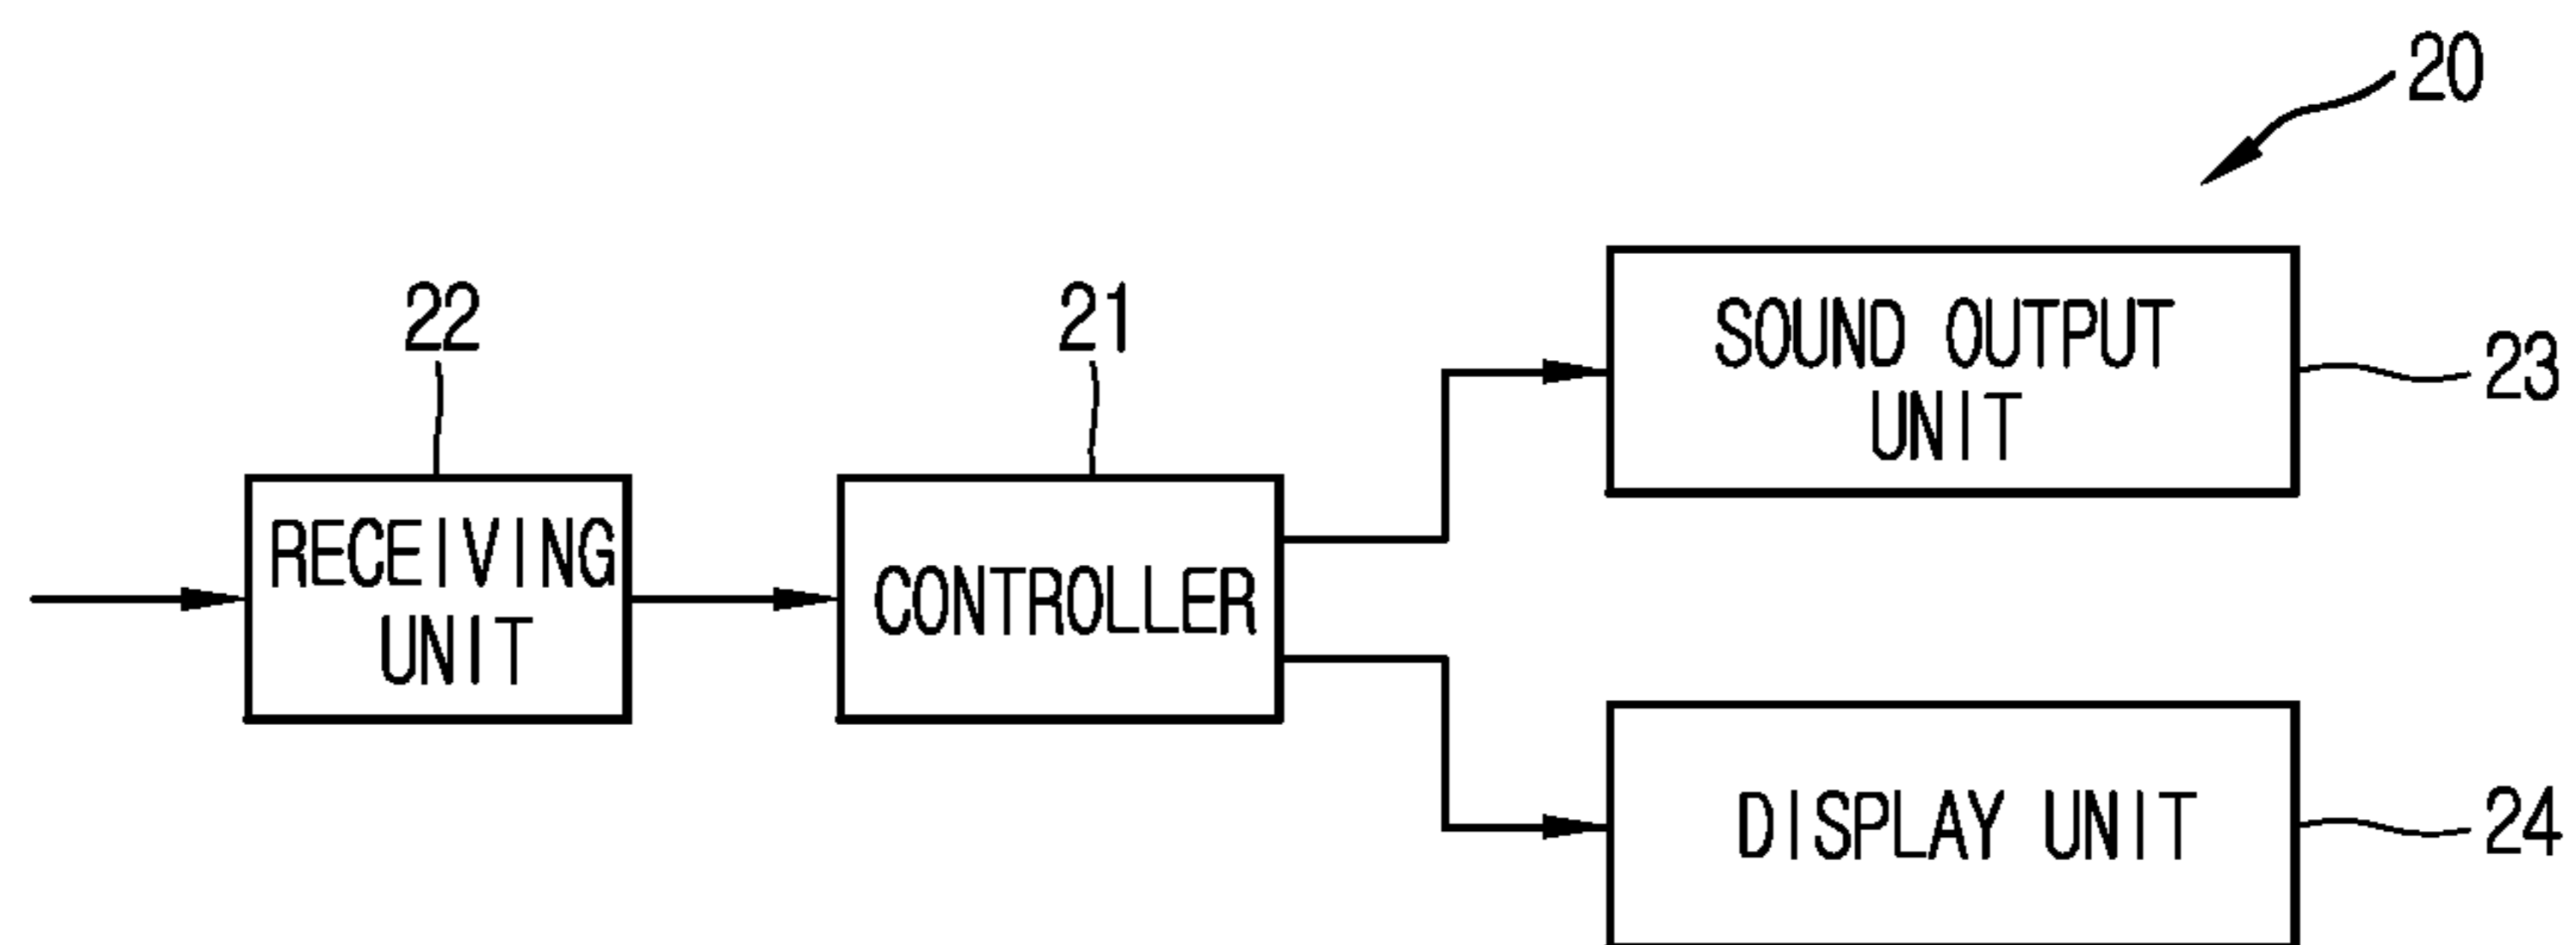 20
22
21
SOUND OUTPUT
UNIT
23
RECEIVING
UNIT
CONTROLLER
DISPLAY UNIT
24